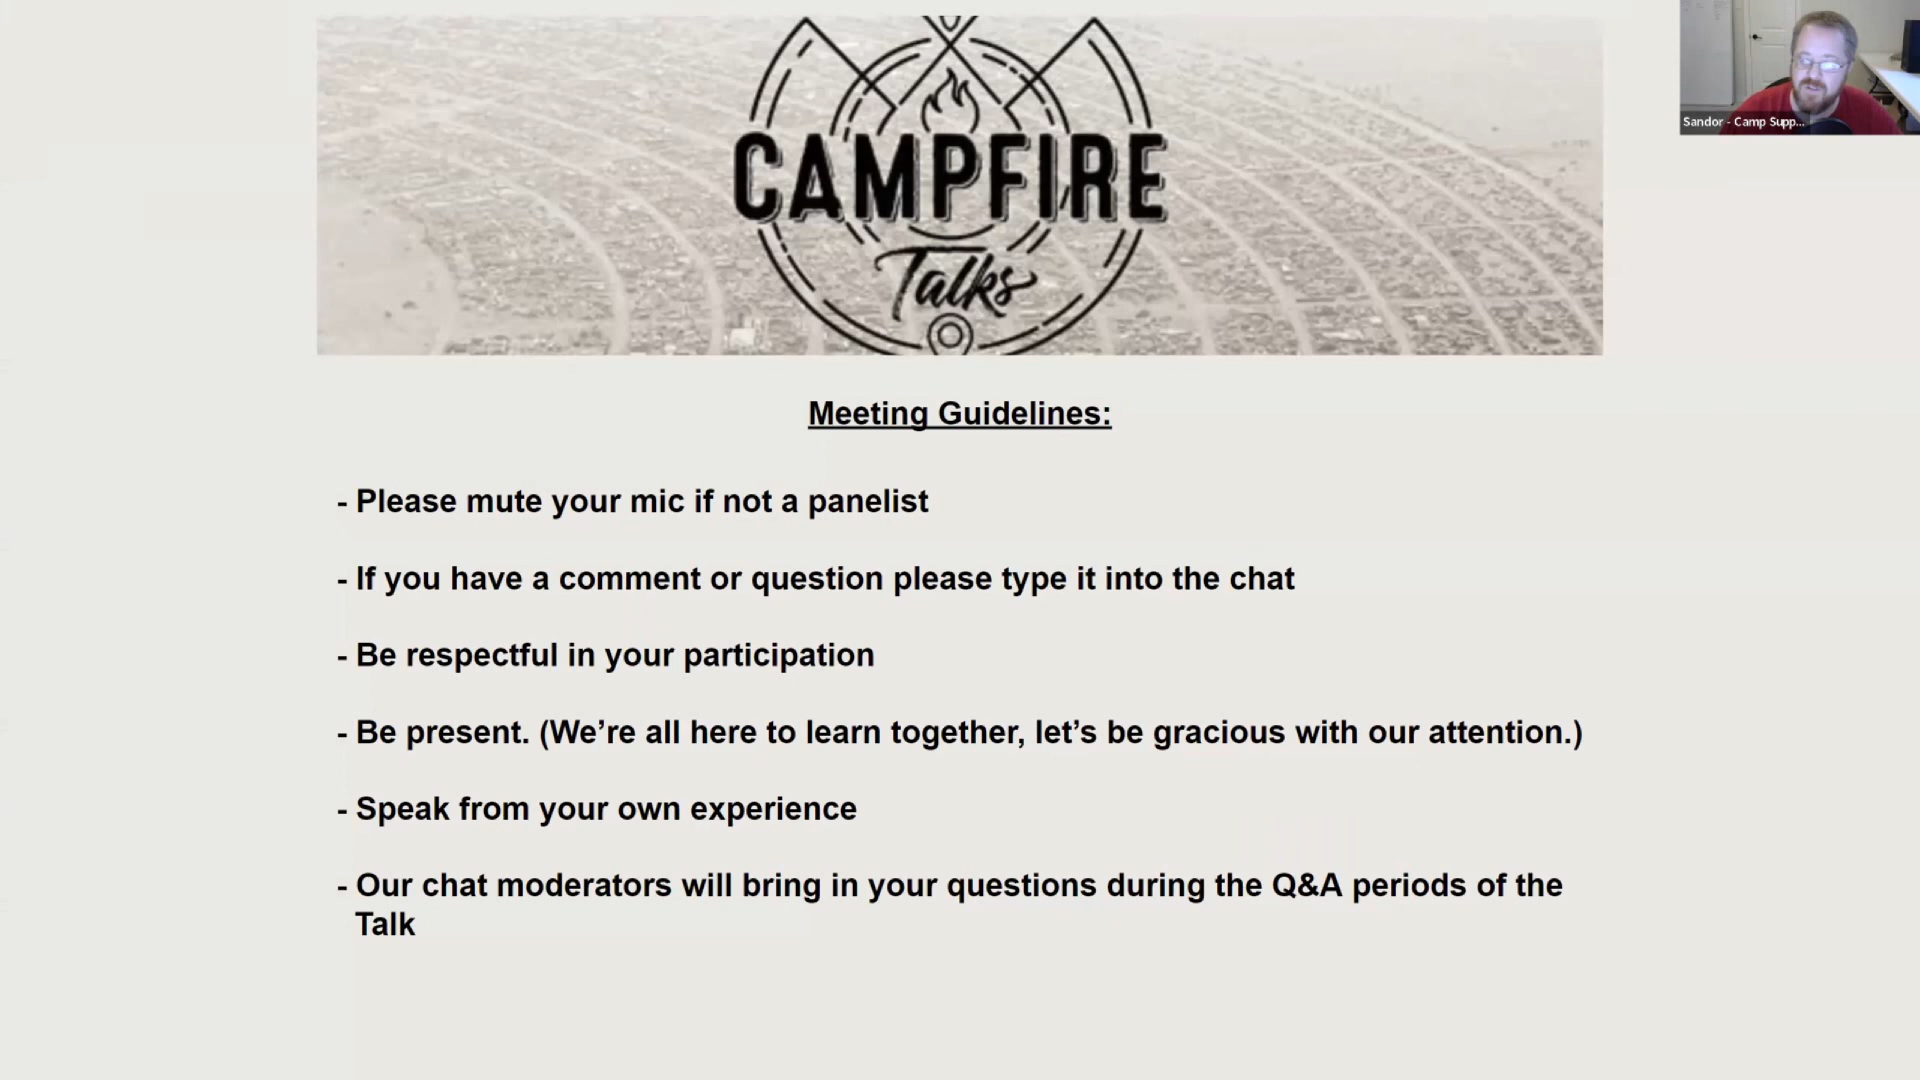 CAMPFIRE
Talks
Sandor - Camp Supp...
Meeting Guidelines:
- Please mute your mic if not a panelist
- If you have a comment or question please type it into the chat
- Be respectful in your participation
- Be present. (We’re all here to learn together, let’s be gracious with our attention.)
- Speak from your own experience
- Our chat moderators will bring in your questions during the Q&A periods of the
Talk